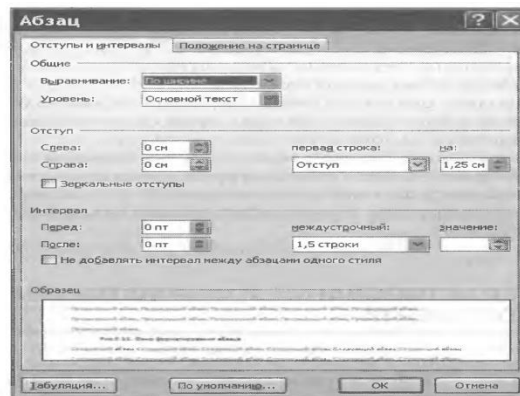 Абзац
Отступы и интервалы Положение на странице
Общие
Выравнивание: По ширине
Уровень: Основной текст
Отступ
Слева: 0 см первая строка: на:
Справа: 0 см Отступ 1,25 см
Зеркальные отступы
Интервал
Перед: 0 пт междустрочный: значение:
После: 0 пт 1,5 строки
Не добавлять интервал между абзацами одного стиля
Образец
Табуляция... По умолчанию... ОК Отмена